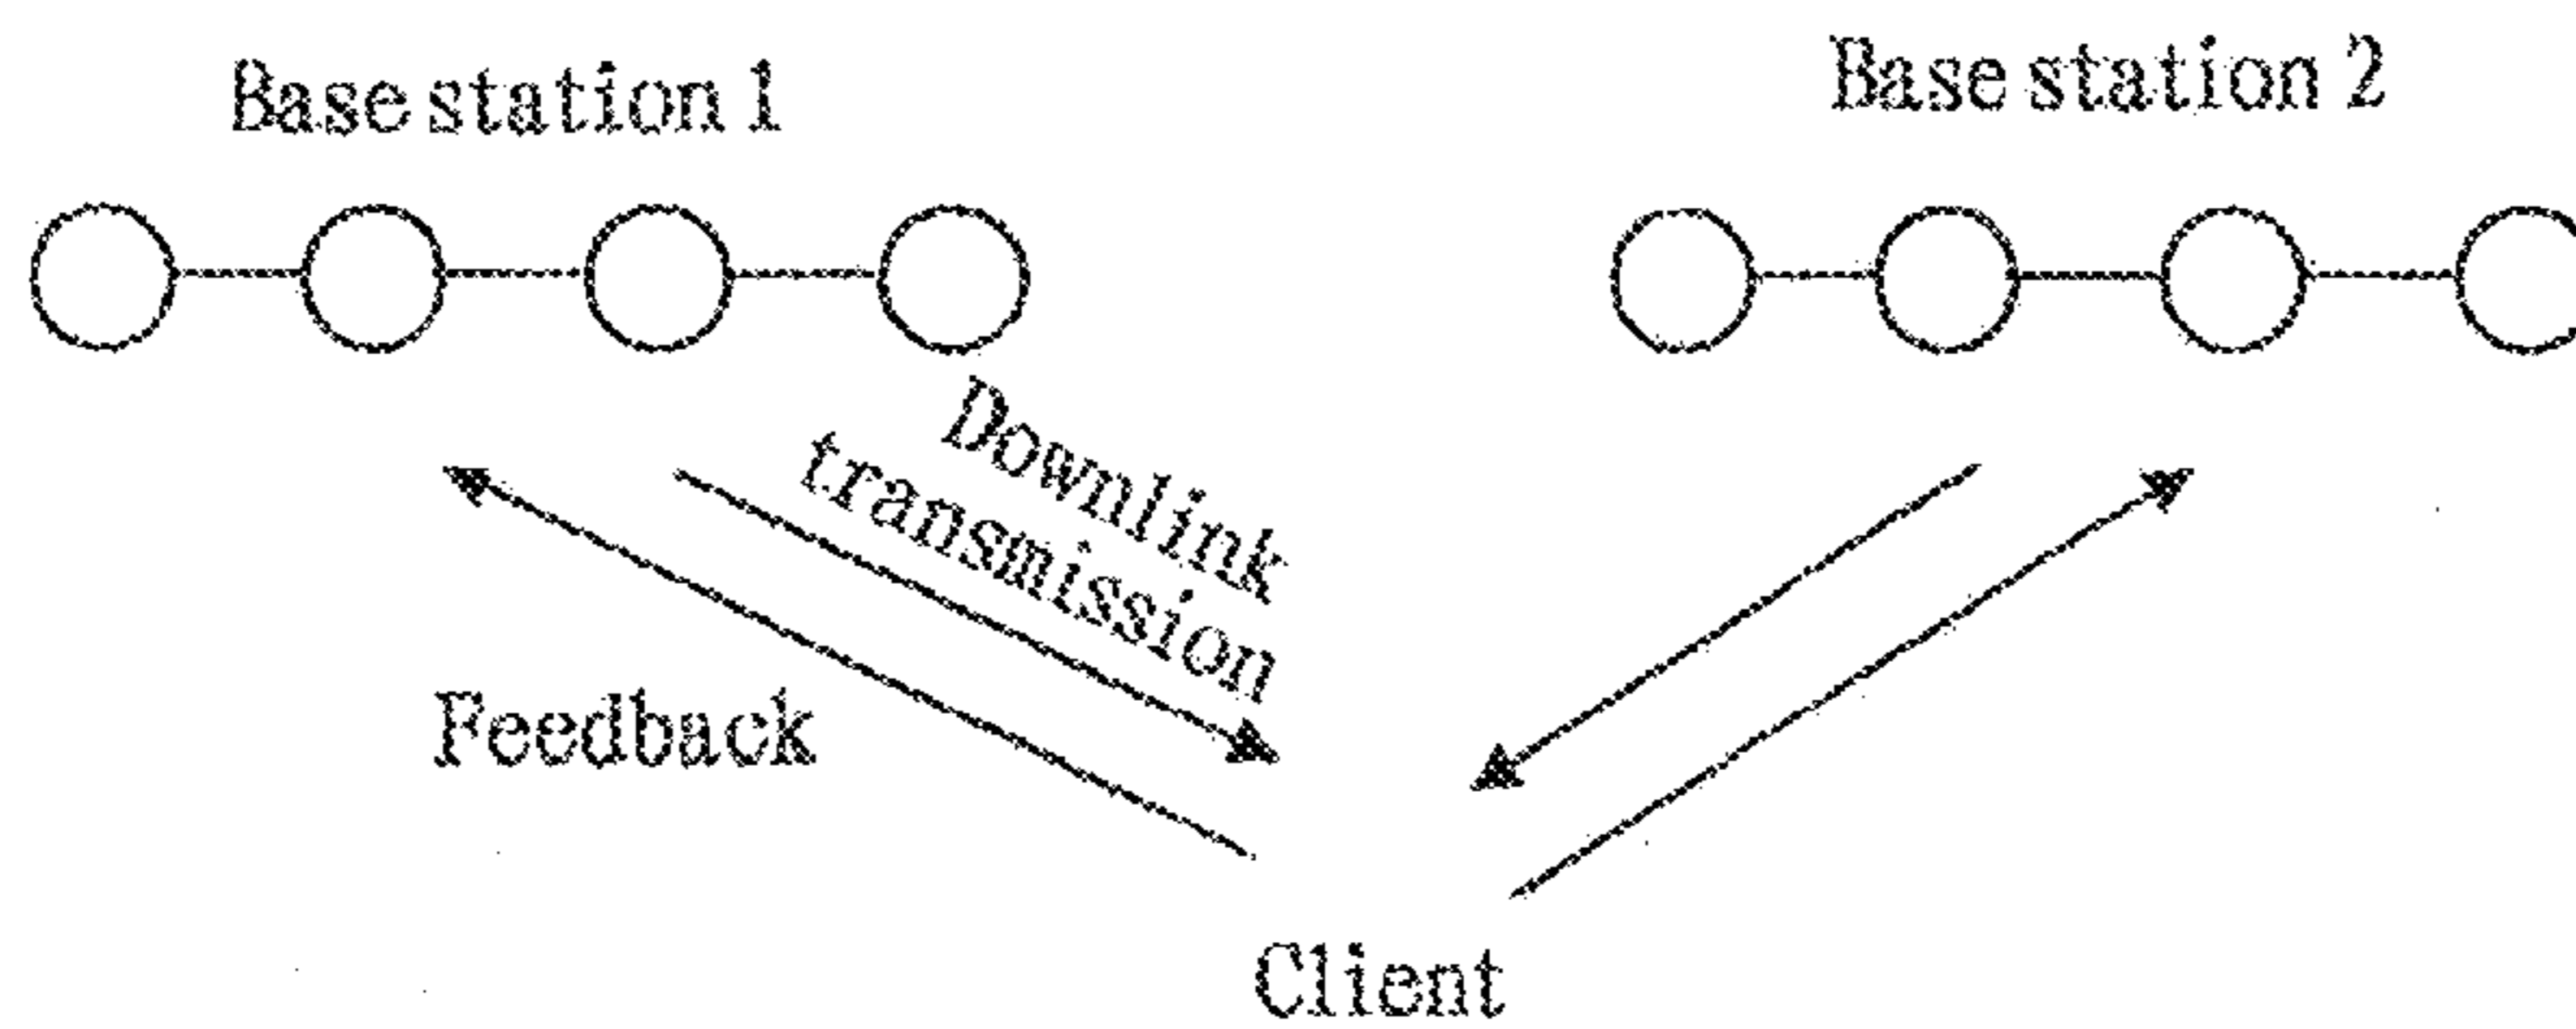 Base station 1
Base station 2
Downlink
transmission
Feedback
Client